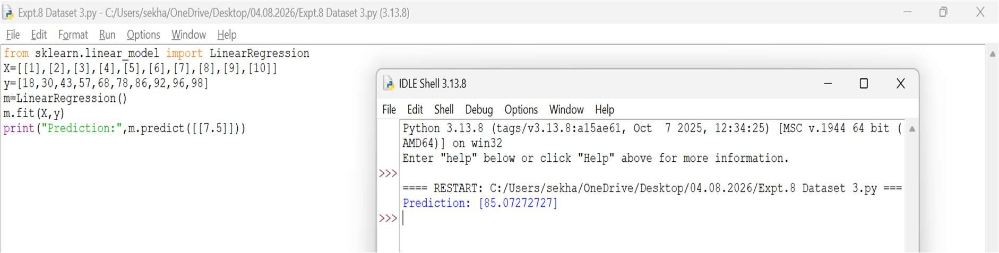 Expt.8 Dataset 3.py - C:/Users/sekha/OneDrive/Desktop/04.08.2026/Expt.8 Dataset 3.py (3.13.8)
File Edit Format Run Options Window Help
from sklearn.linear_model import LinearRegression
X=[[1],[2],[3],[4],[5],[6],[7],[8],[9],[10]]
y=[18,30,43,57,68,78,86,92,96,98]
m=LinearRegression()
m.fit(X,y)
print("Prediction:",m.predict([[7.5]]))
IDLE Shell 3.13.8
File Edit Shell Debug Options Window Help
Python 3.13.8 (tags/v3.13.8:a15ae61, Oct  7 2025, 12:34:25) [MSC v.1944 64 bit (
AMD64)] on win32
Enter "help" below or click "Help" above for more information.
>>>
==== RESTART: C:/Users/sekha/OneDrive/Desktop/04.08.2026/Expt.8 Dataset 3.py ===
Prediction: [85.07272727]
>>>